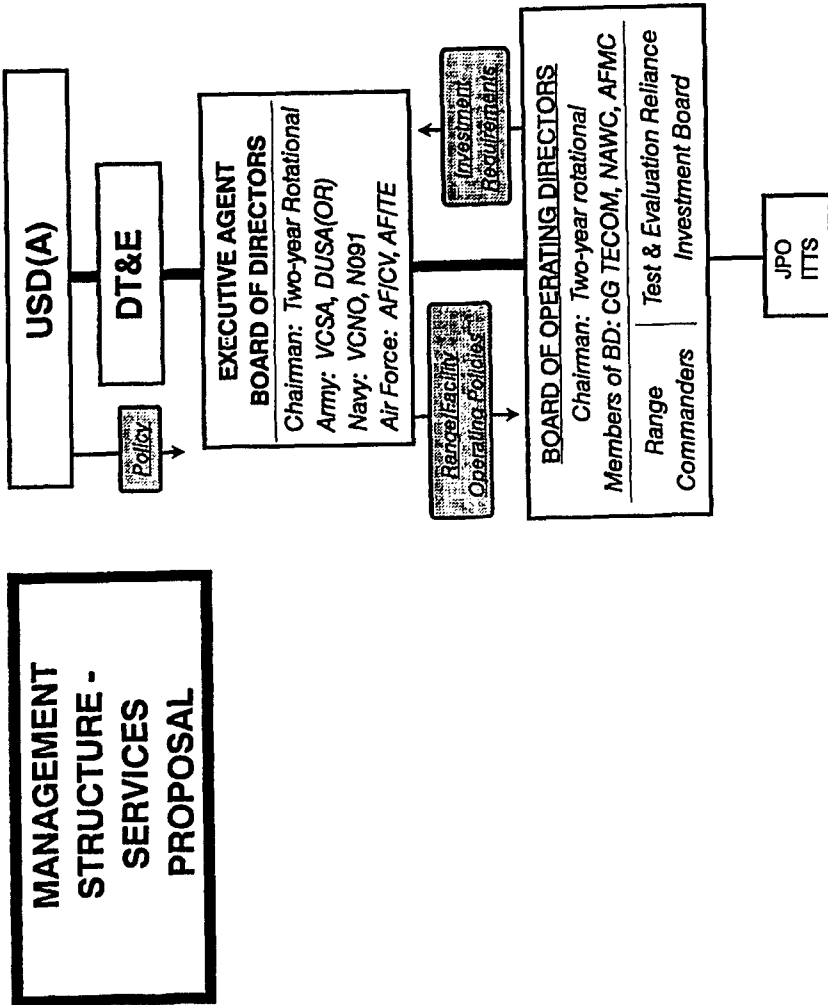 MANAGEMENT
STRUCTURE -
SERVICES
PROPOSAL
USD(A)
Policy
DT&E
EXECUTIVE AGENT
BOARD OF DIRECTORS
Chairman: Two-year Rotational
Army: VCSA, DUSA(OR)
Navy: VCNO, N091
Air Force: AF/CV, AF/TE
Range/Facility
Operating Policies
Investment
Requirements
BOARD OF OPERATING DIRECTORS
Chairman: Two-year rotational
Members of BD: CG TECOM, NAWC, AFMC
Range
Commanders
Test & Evaluation Reliance
Investment Board
JPO
ITTS